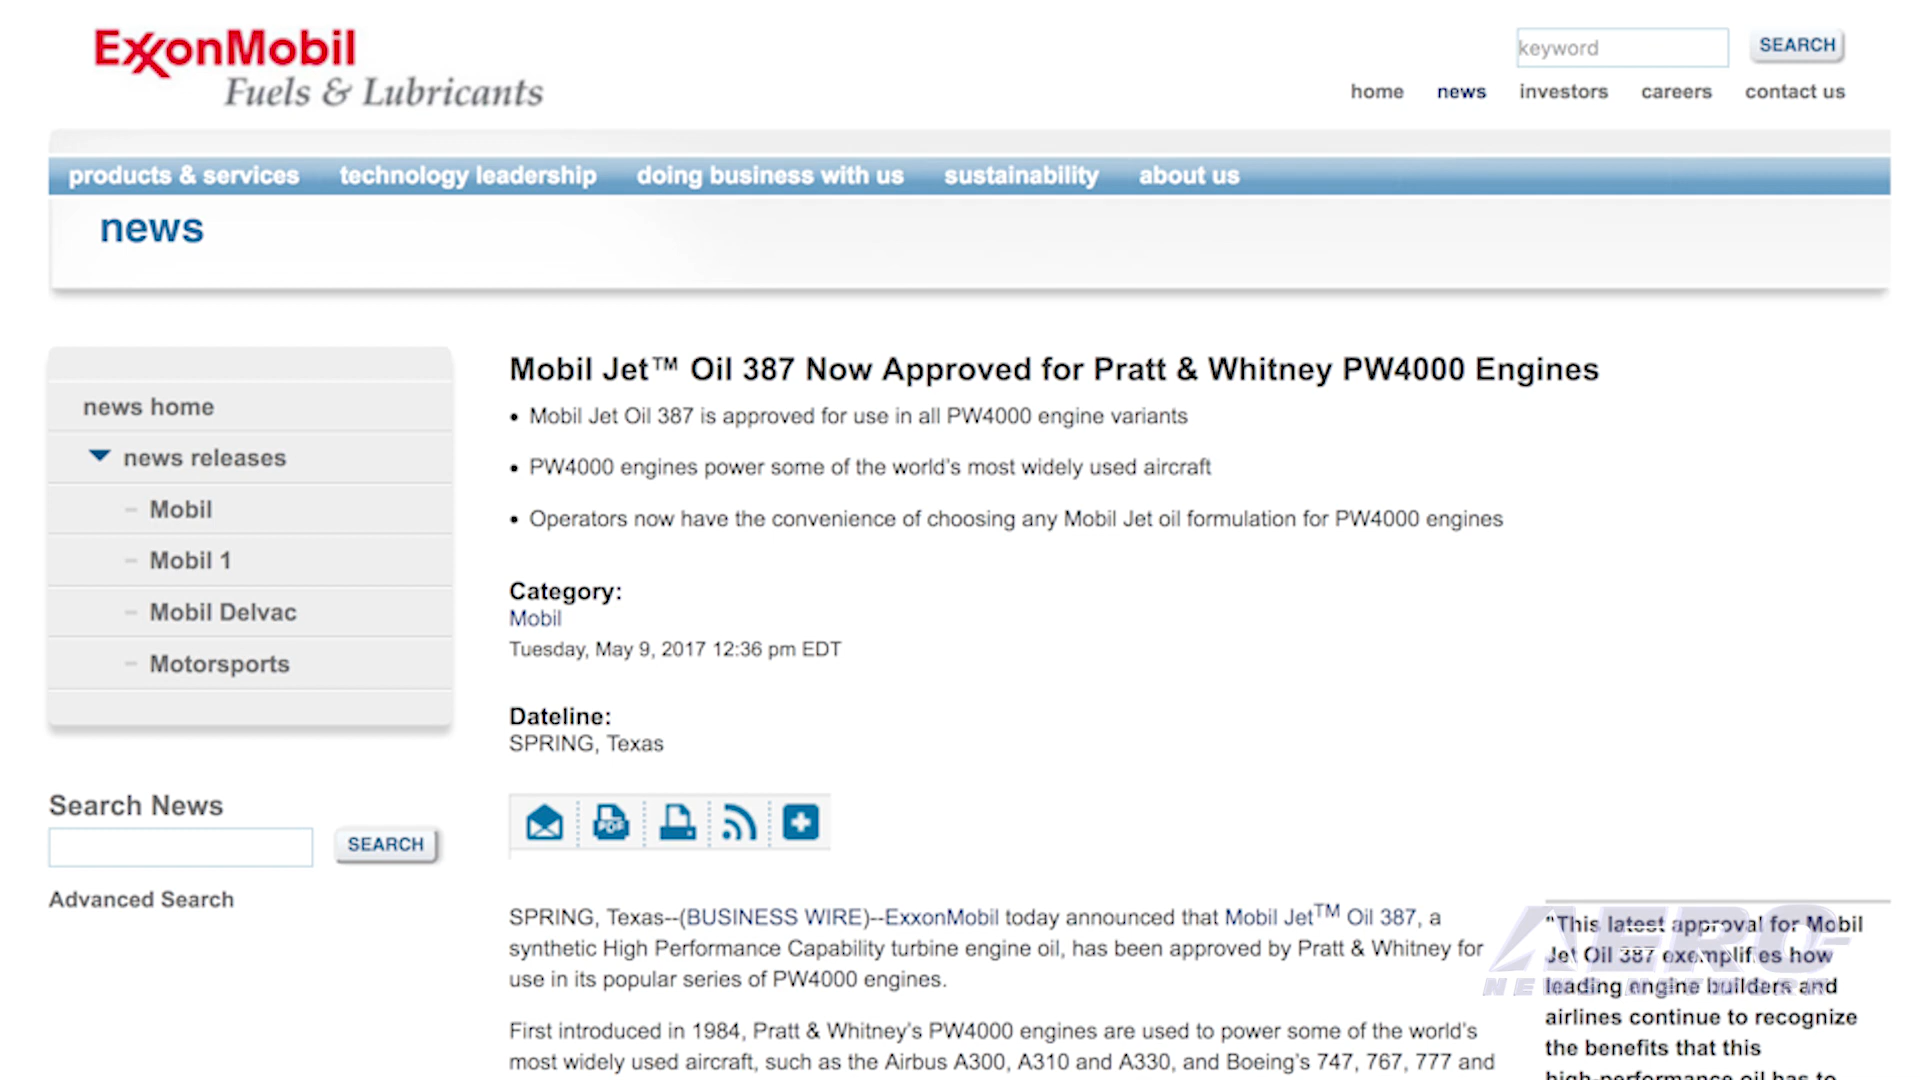 ExxonMobil
Fuels & Lubricants
keyword
SEARCH
home news investors careers contact us
products & services technology leadership doing business with us sustainability about us
news
news home
news releases
Mobil
Mobil 1
Mobil Delvac
Motorsports
Search News
SEARCH
Advanced Search
Mobil Jet™ Oil 387 Now Approved for Pratt & Whitney PW4000 Engines
• Mobil Jet Oil 387 is approved for use in all PW4000 engine variants
• PW4000 engines power some of the world's most widely used aircraft
• Operators now have the convenience of choosing any Mobil Jet oil formulation for PW4000 engines
Category:
Mobil
Tuesday, May 9, 2017 12:36 pm EDT
Dateline:
SPRING, Texas
PDF
SPRING, Texas--(BUSINESS WIRE)--ExxonMobil today announced that Mobil Jet™ Oil 387, a
synthetic High Performance Capability turbine engine oil, has been approved by Pratt & Whitney for
use in its popular series of PW4000 engines.
First introduced in 1984, Pratt & Whitney's PW4000 engines are used to power some of the world's
most widely used aircraft, such as the Airbus A300, A310 and A330, and Boeing's 747, 767, 777 and
"This latest approval for Mobil
Jet Oil 387 exemplifies how
leading engine builders and
airlines continue to recognize
the benefits that this
high-performance oil has to
AERO
NEWS NETWORK